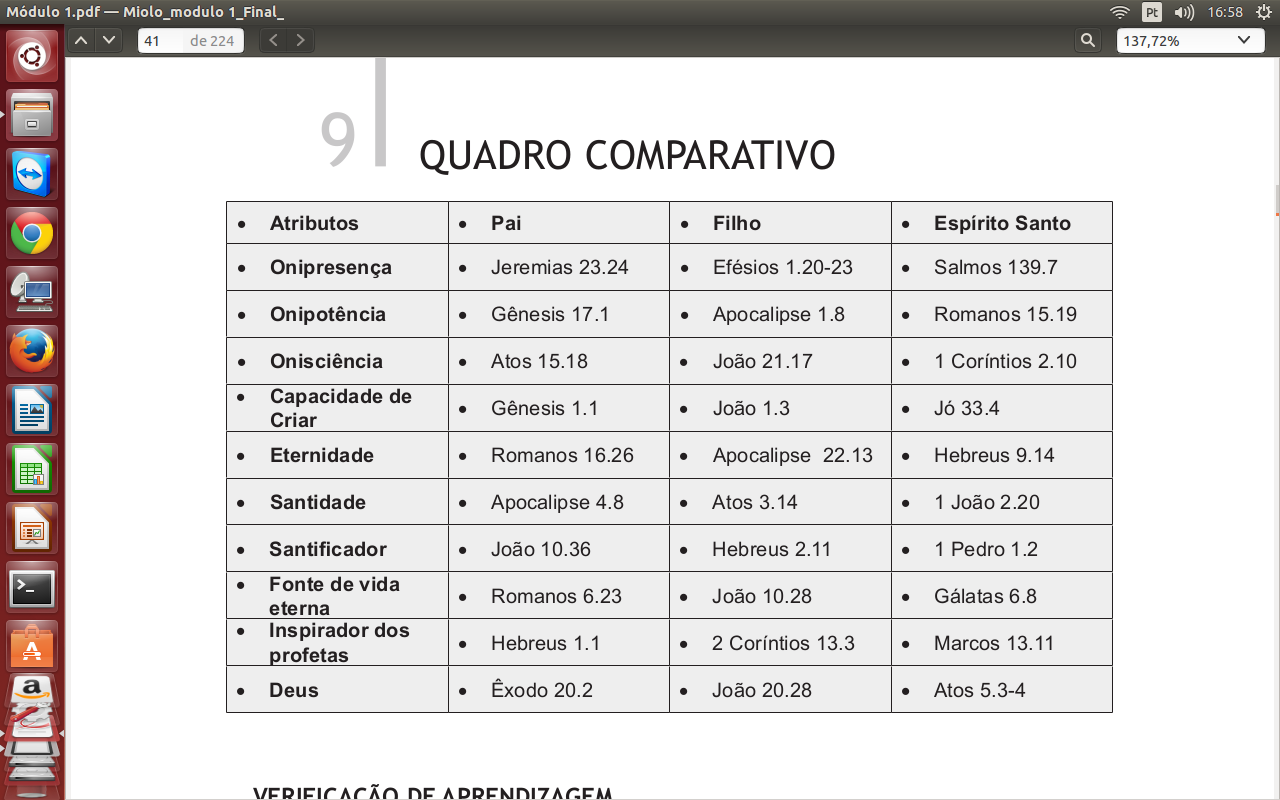 Módulo 1.pdf — Miolo_modulo 1_Final_ Pt 16:58
41 de 224 137,72%
9 QUADRO COMPARATIVO
• Atributos • Pai • Filho • Espírito Santo
• Onipresença • Jeremias 23.24 • Efésios 1.20-23 • Salmos 139.7
• Onipotência • Gênesis 17.1 • Apocalipse 1.8 • Romanos 15.19
• Onisciência • Atos 15.18 • João 21.17 • 1 Coríntios 2.10
• Capacidade de
Criar • Gênesis 1.1 • João 1.3 • Jó 33.4
• Eternidade • Romanos 16.26 • Apocalipse 22.13 • Hebreus 9.14
• Santidade • Apocalipse 4.8 • Atos 3.14 • 1 João 2.20
• Santificador • João 10.36 • Hebreus 2.11 • 1 Pedro 1.2
• Fonte de vida
eterna • Romanos 6.23 • João 10.28 • Gálatas 6.8
• Inspirador dos
profetas • Hebreus 1.1 • 2 Coríntios 13.3 • Marcos 13.11
• Deus • Êxodo 20.2 • João 20.28 • Atos 5.3-4
VERIFICAÇÃO DE APRENDIZAGEM